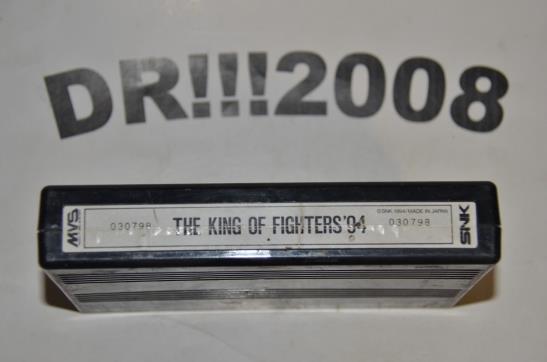 DR!!!2008
MVS
030798
THE KING OF FIGHTERS'94
©SNK 1994 MADE IN JAPAN
030798
SNK